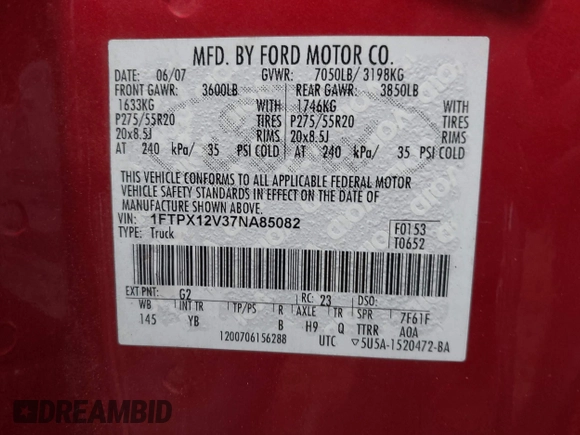 MFD. BY FORD MOTOR CO.
DATE: 06/07 GVWR: 7050LB/ 3198KG
FRONT GAWR: 3600LB REAR GAWR: 3850LB
1633KG WITH 1746KG WITH
P275/55R20 TIRES P275/55R20 TIRES
20x8.5J RIMS 20x8.5J RIMS
AT 240 kPa/ 35 PSI COLD AT 240 kPa/ 35 PSI COLD
THIS VEHICLE CONFORMS TO ALL APPLICABLE FEDERAL MOTOR
VEHICLE SAFETY STANDARDS IN EFFECT ON THE DATE OF
MANUFACTURE SHOWN ABOVE.
VIN: 1FTPX12V37NA85082 F0153
TYPE: Truck T0652
EXT PNT: G2 RC: 23 DSO:
WB INT TR TP/PS R AXLE TR SPR 7F61F
145 YB B H9 Q TTRR AOA
1200706156288 UTC ▽5U5A-1520472-BA
DREAMBID